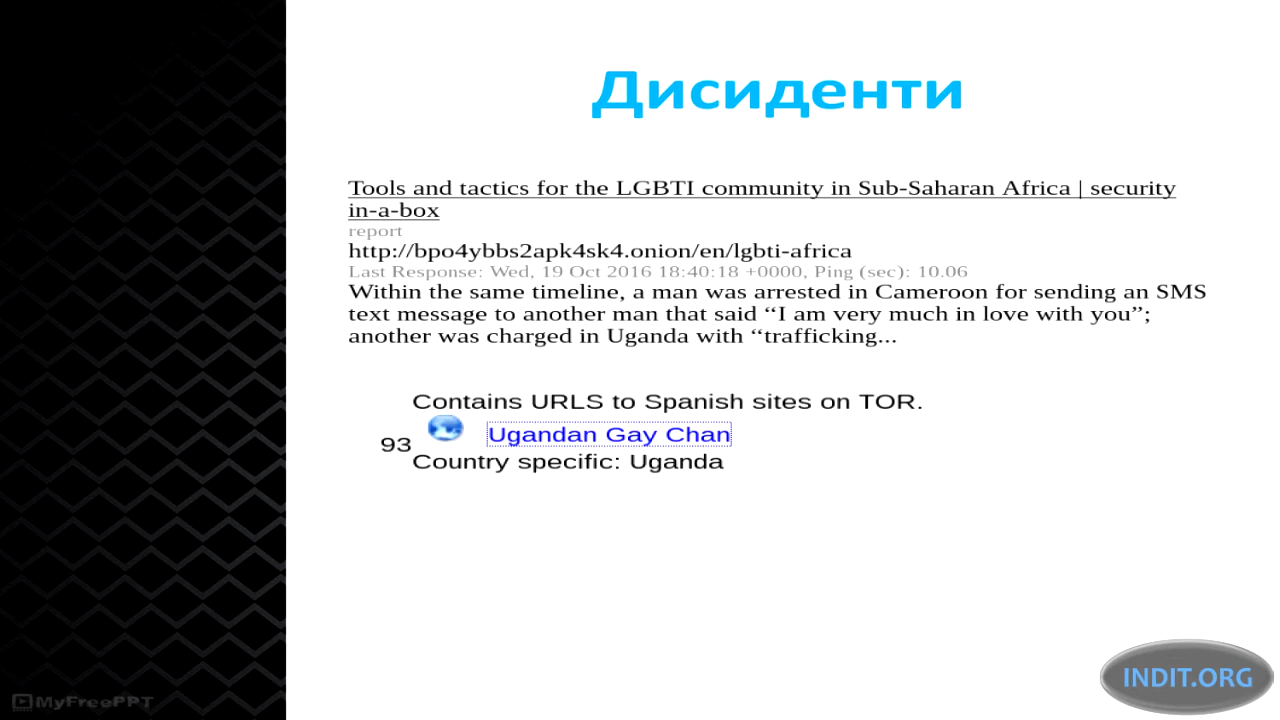 Дисиденти
Tools and tactics for the LGBTI community in Sub-Saharan Africa | security
in-a-box
report
http://bpo4ybbs2apk4sk4.onion/en/lgbti-africa
Last Response: Wed, 19 Oct 2016 18:40:18 +0000, Ping (sec): 10.06
Within the same timeline, a man was arrested in Cameroon for sending an SMS
text message to another man that said “I am very much in love with you”;
another was charged in Uganda with “trafficking...
Contains URLS to Spanish sites on TOR.
93 Ugandan Gay Chan
Country specific: Uganda
INDIT.ORG
MyFreePPT